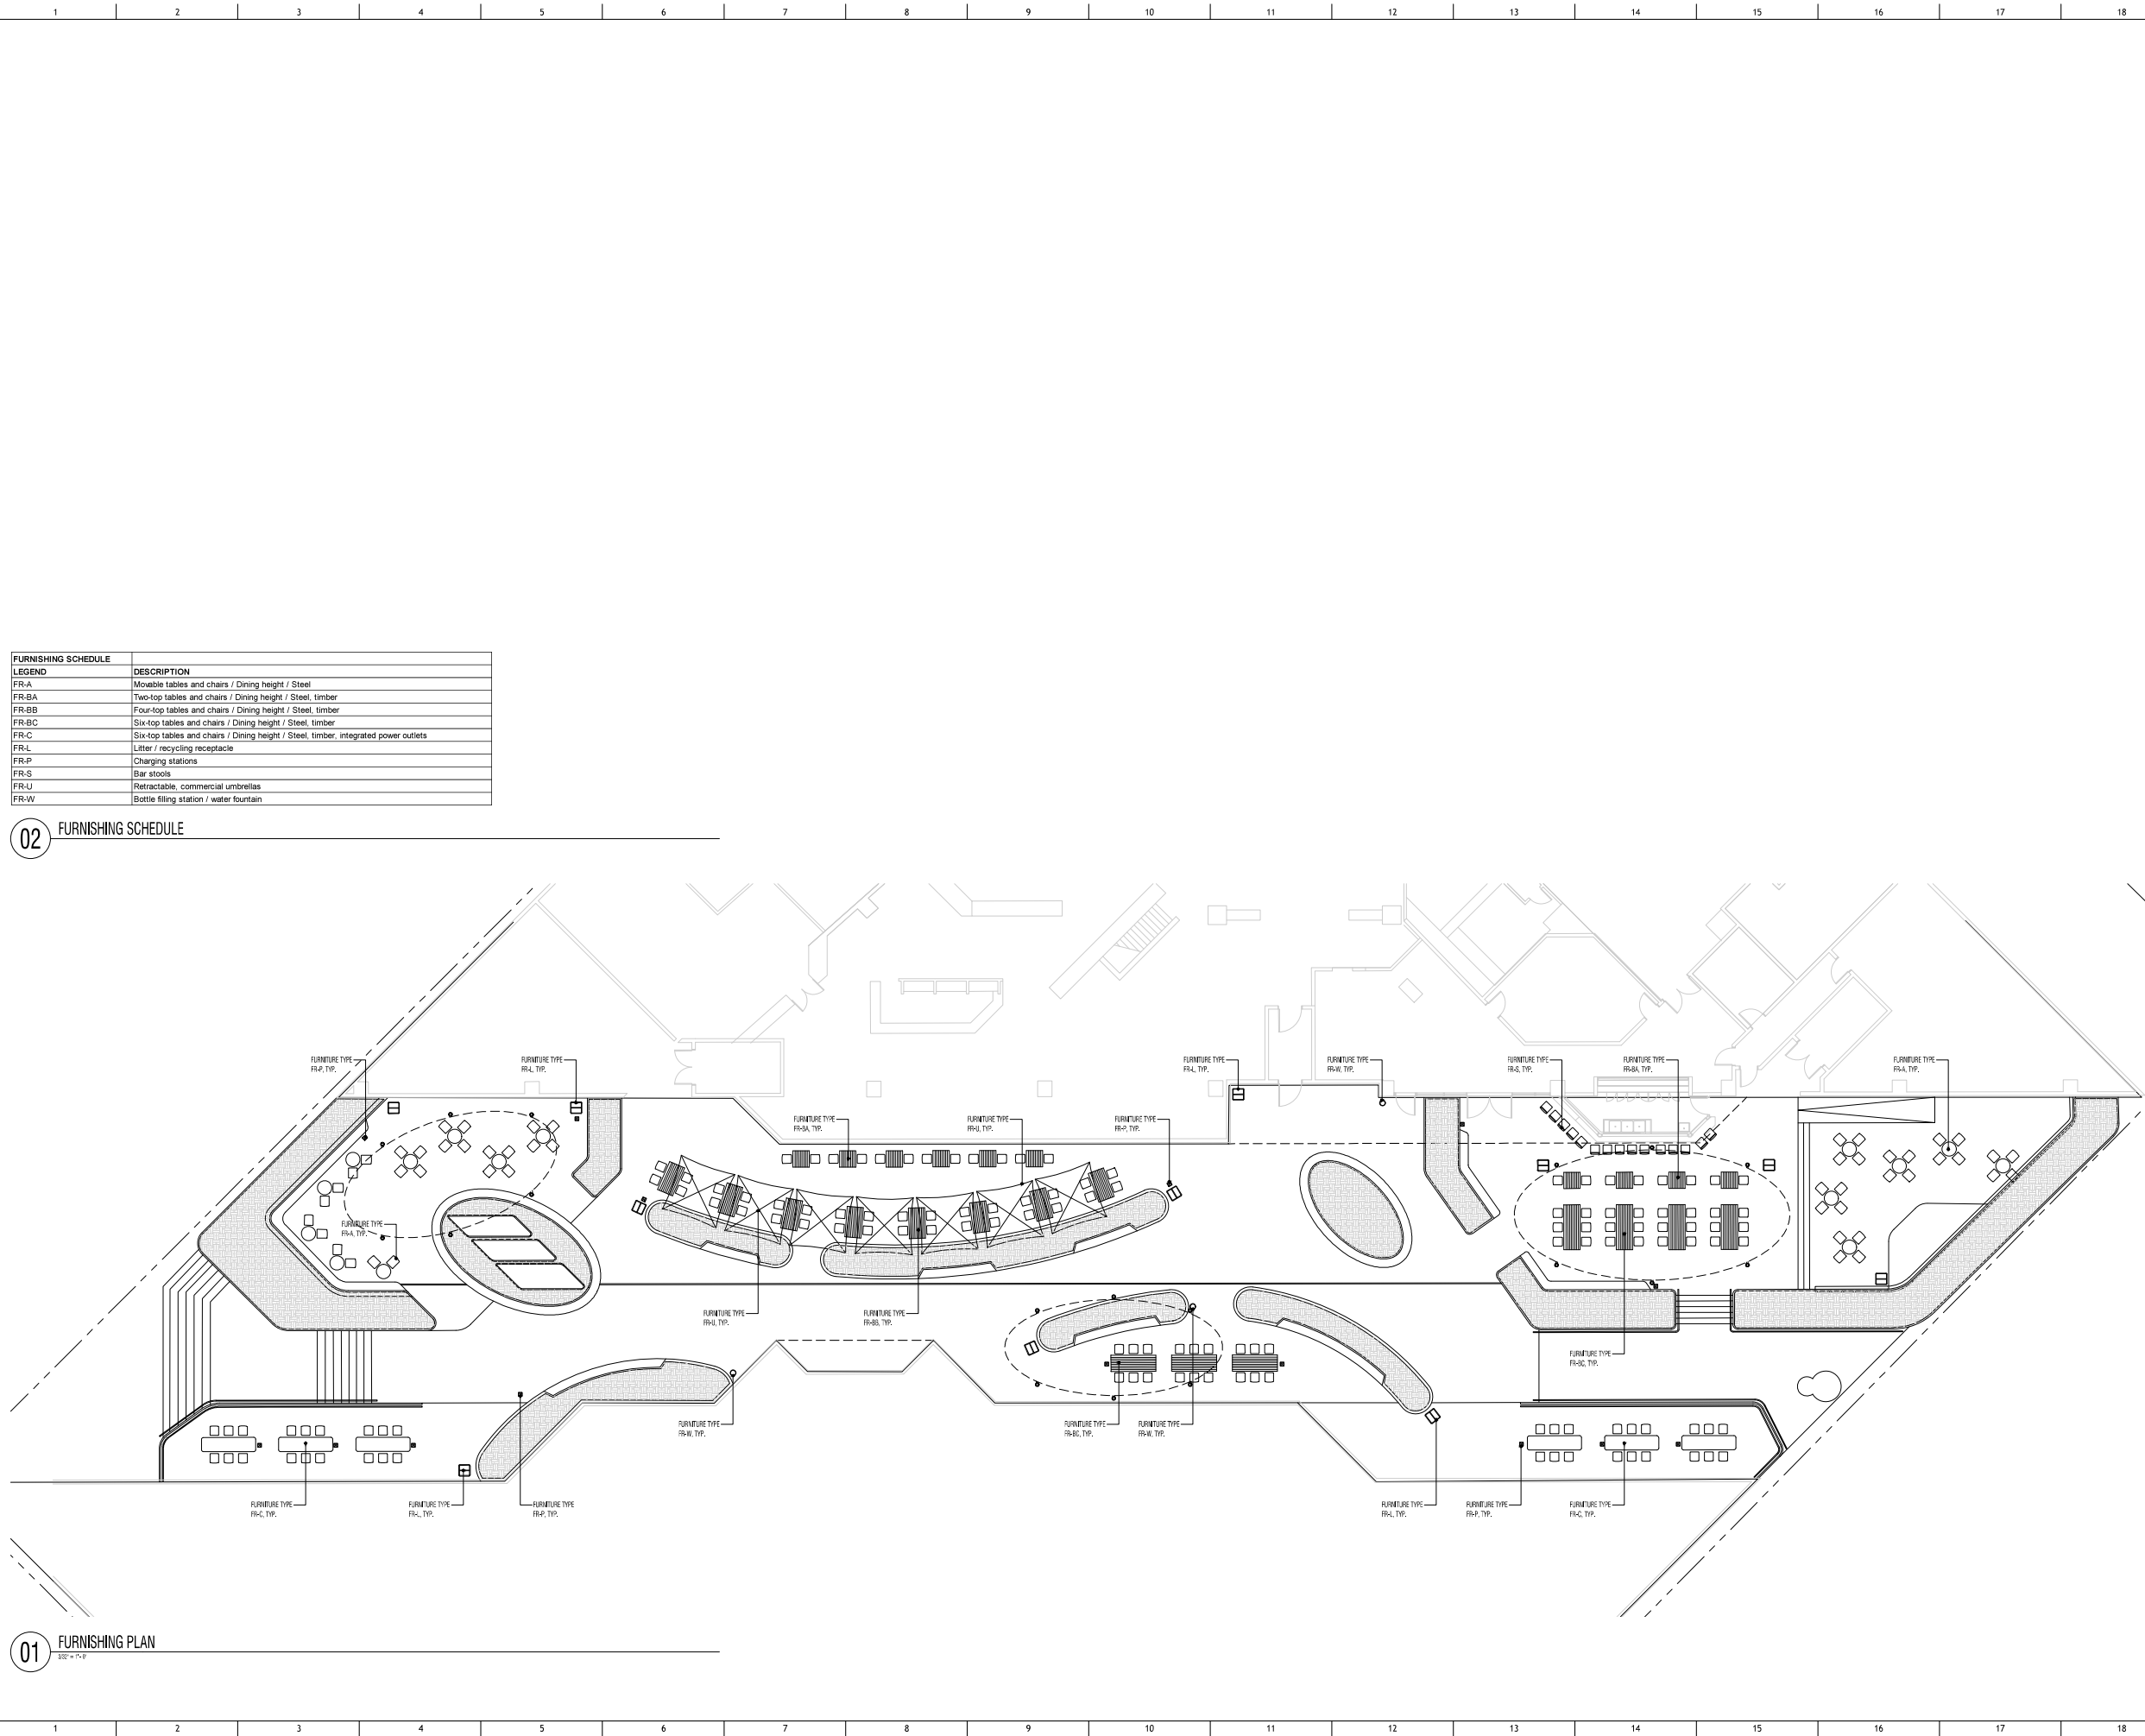 1 2 3 4 5 6 7 8 9 10 11 12 13 14 15 16 17 18
FURNISHING SCHEDULE
LEGEND DESCRIPTION
FR-A Movable tables and chairs / Dining height / Steel
FR-BA Two-top tables and chairs / Dining height / Steel, timber
FR-BB Four-top tables and chairs / Dining height / Steel, timber
FR-BC Six-top tables and chairs / Dining height / Steel, timber
FR-C Six-top tables and chairs / Dining height / Steel, timber, integrated power outlets
FR-L Litter / recycling receptacle
FR-P Charging stations
FR-S Bar stools
FR-U Retractable, commercial umbrellas
FR-W Bottle filling station / water fountain
02 FURNISHING SCHEDULE
FURNITURE TYPE
FR-P, TYP.
FURNITURE TYPE
FR-L, TYP.
FURNITURE TYPE
FR-L, TYP.
FURNITURE TYPE
FR-W, TYP.
FURNITURE TYPE
FR-S, TYP.
FURNITURE TYPE
FR-BA, TYP.
FURNITURE TYPE
FR-A, TYP.
FURNITURE TYPE
FR-BA, TYP.
FURNITURE TYPE
FR-U, TYP.
FURNITURE TYPE
FR-P, TYP.
FURNITURE TYPE
FR-A, TYP.
FURNITURE TYPE
FR-U, TYP.
FURNITURE TYPE
FR-BB, TYP.
FURNITURE TYPE
FR-BC, TYP.
FURNITURE TYPE
FR-W, TYP.
FURNITURE TYPE
FR-BC, TYP.
FURNITURE TYPE
FR-W, TYP.
FURNITURE TYPE
FR-C, TYP.
FURNITURE TYPE
FR-L, TYP.
FURNITURE TYPE
FR-P, TYP.
FURNITURE TYPE
FR-L, TYP.
FURNITURE TYPE
FR-P, TYP.
FURNITURE TYPE
FR-C, TYP.
01 FURNISHING PLAN
1 2 3 4 5 6 7 8 9 10 11 12 13 14 15 16 17 18